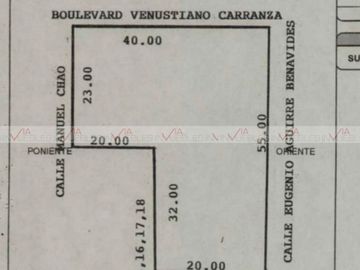 BOULEVARD VENUSTIANO CARRANZA
40.00
CALLE MANUEL CHAO
23.00
CALLE EUGENIO AGUIRRE BENAVIDES
55.00
20.00
PONIENTE
ORIENTE
32.00
,16,17,18
20.00
SU